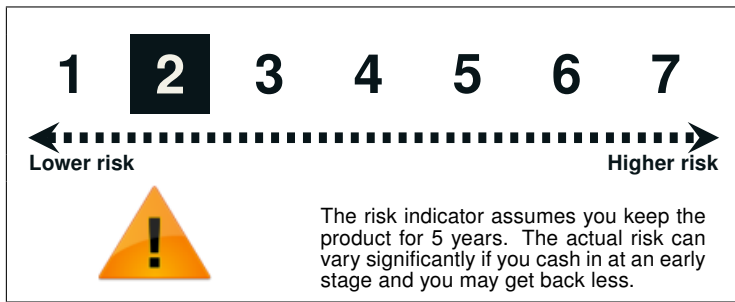 1 2 3 4 5 6 7
Lower risk Higher risk
The risk indicator assumes you keep the
product for 5 years. The actual risk can
vary significantly if you cash in at an early
stage and you may get back less.